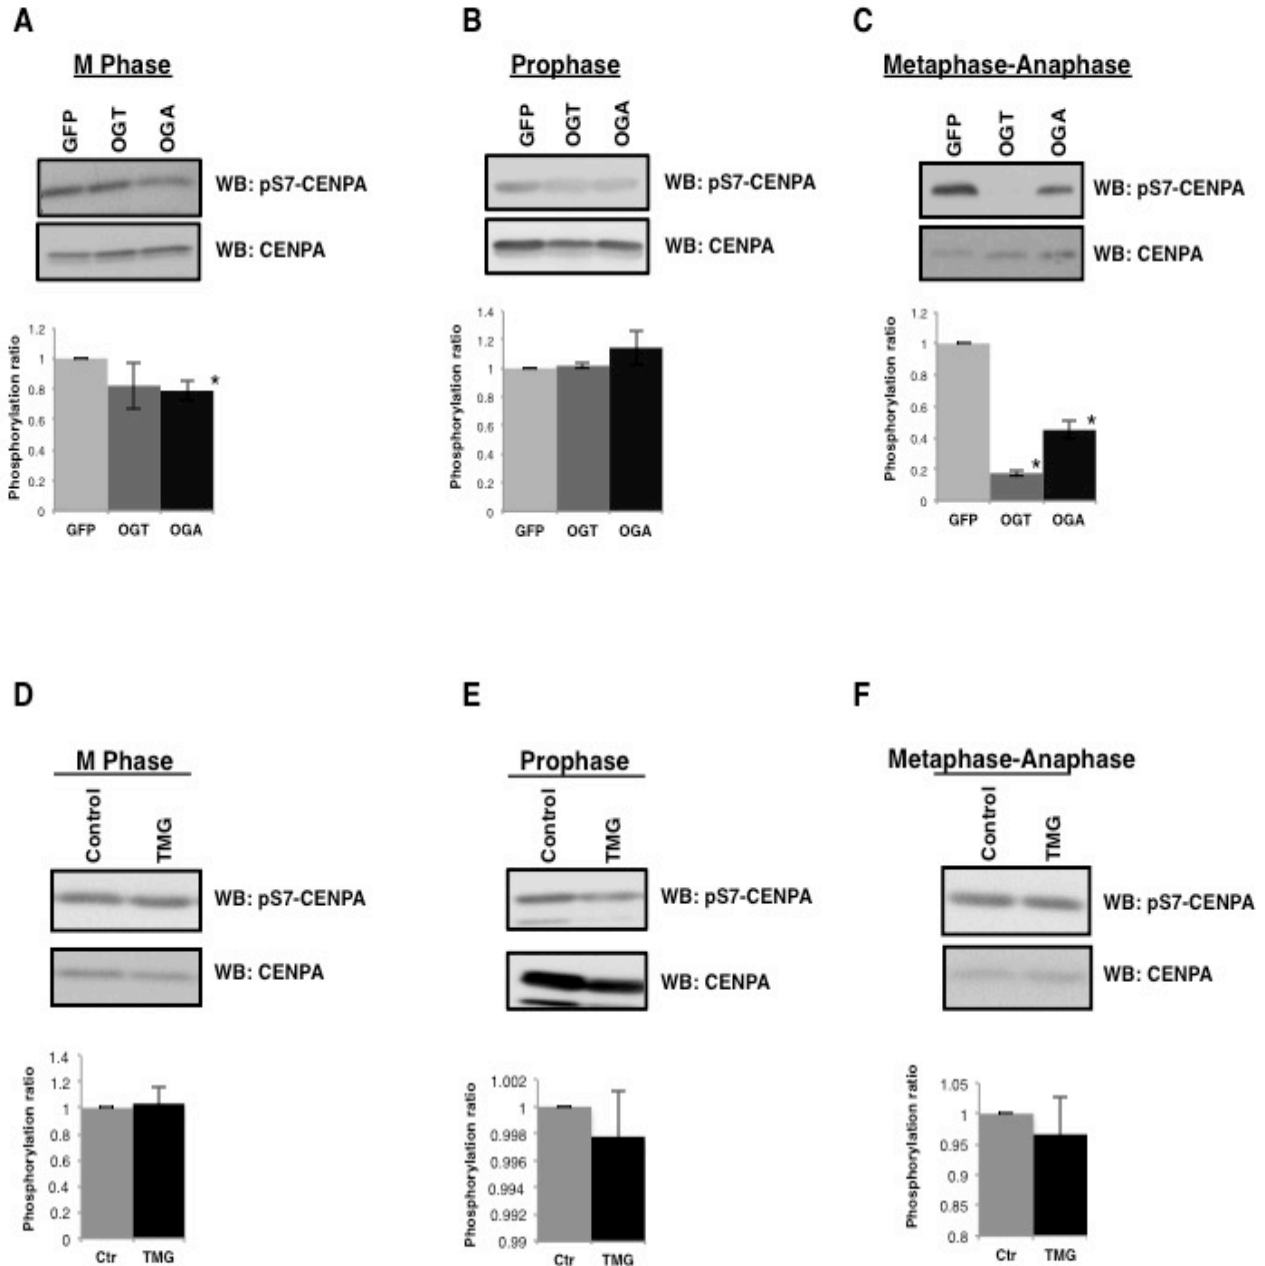 A
M Phase
GFP OGT OGA
WB: pS7-CENPA
WB: CENPA
Phosphorylation ratio
1.2
1
0.8
0.6
0.4
0.2
0
*
GFP OGT OGA
B
Prophase
GFP OGT OGA
WB: pS7-CENPA
WB: CENPA
Phosphorylation ratio
1.4
1.2
1
0.8
0.6
0.4
0.2
0
GFP OGT OGA
C
Metaphase-Anaphase
GFP OGT OGA
WB: pS7-CENPA
WB: CENPA
Phosphorylation ratio
1.2
1
0.8
0.6
0.4
0.2
0
* *
GFP OGT OGA
D
M Phase
Control TMG
WB: pS7-CENPA
WB: CENPA
Phosphorylation ratio
1.4
1.2
1
0.8
0.6
0.4
0.2
0
Ctr TMG
E
Prophase
Control TMG
WB: pS7-CENPA
WB: CENPA
Phosphorylation ratio
1.002
1
0.998
0.996
0.994
0.992
0.99
Ctr TMG
F
Metaphase-Anaphase
Control TMG
WB: pS7-CENPA
WB: CENPA
Phosphorylation ratio
1.05
1
0.95
0.9
0.85
0.8
Ctr TMG